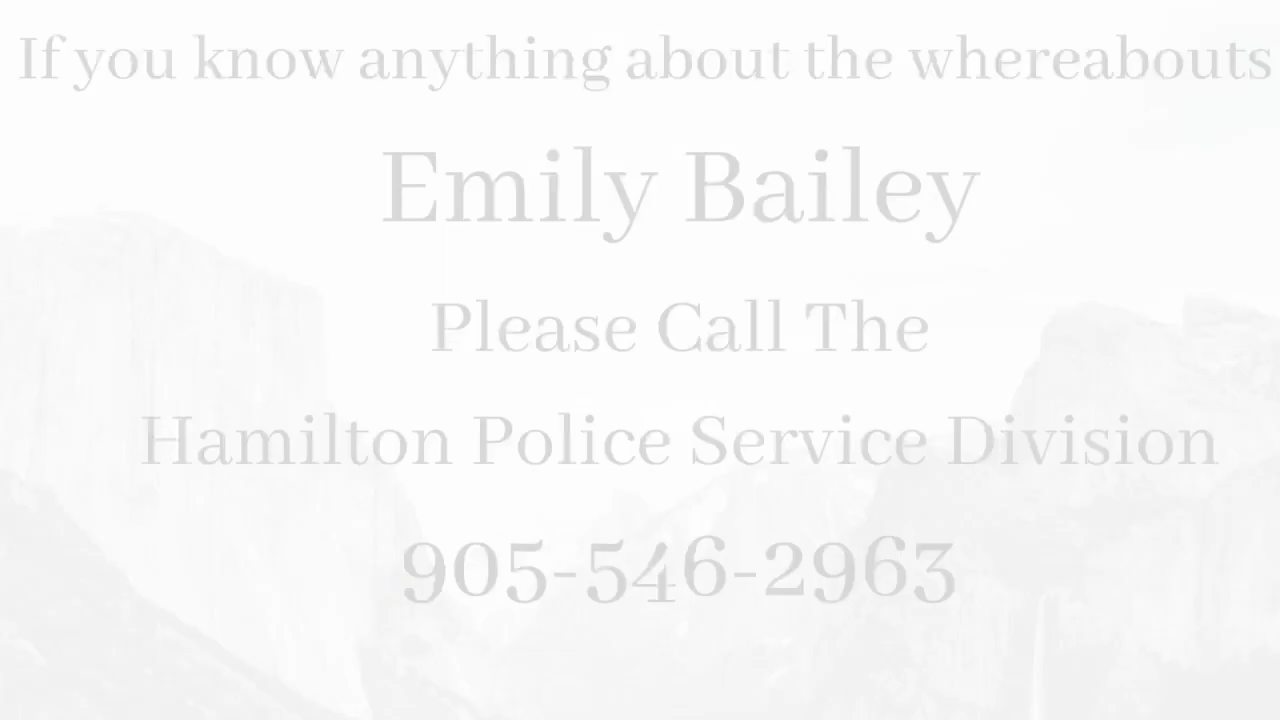 If you know anything about the whereabouts
Emily Bailey
Please Call The
Hamilton Police Service Division
905-546-2963